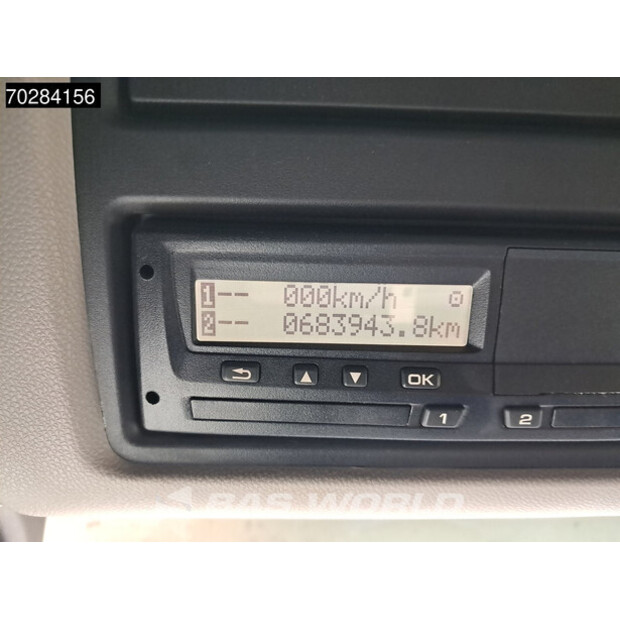 70284156
1-- 000km/h
2-- 0683943.8km
OK
1 2
BAS WORLD